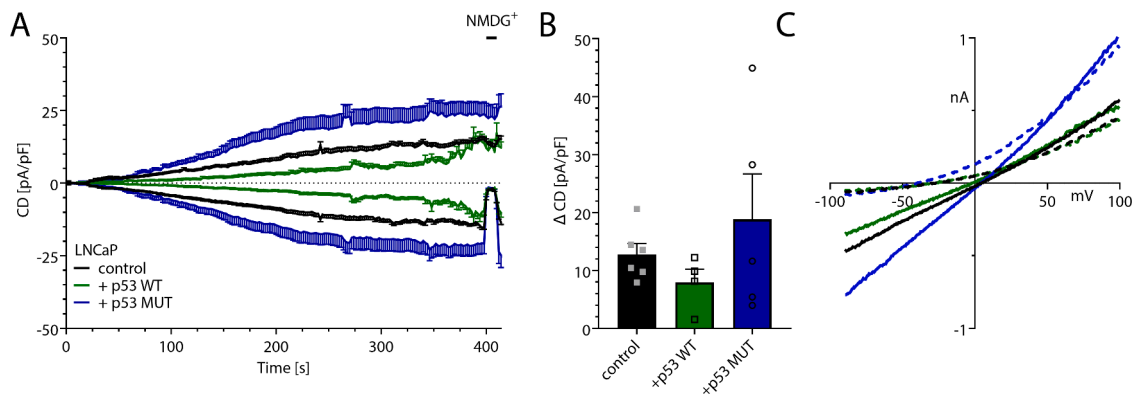 A
NMDG+
50
25
0
-25
-50
CD [pA/pF]
LNCaP
control
+ p53 WT
+ p53 MUT
0
100
200
300
400
Time [s]
B
50
40
30
20
10
0
Δ CD [pA/pF]
control
+p53 WT
+p53 MUT
C
1
nA
-100
-50
50
100
mV
-1